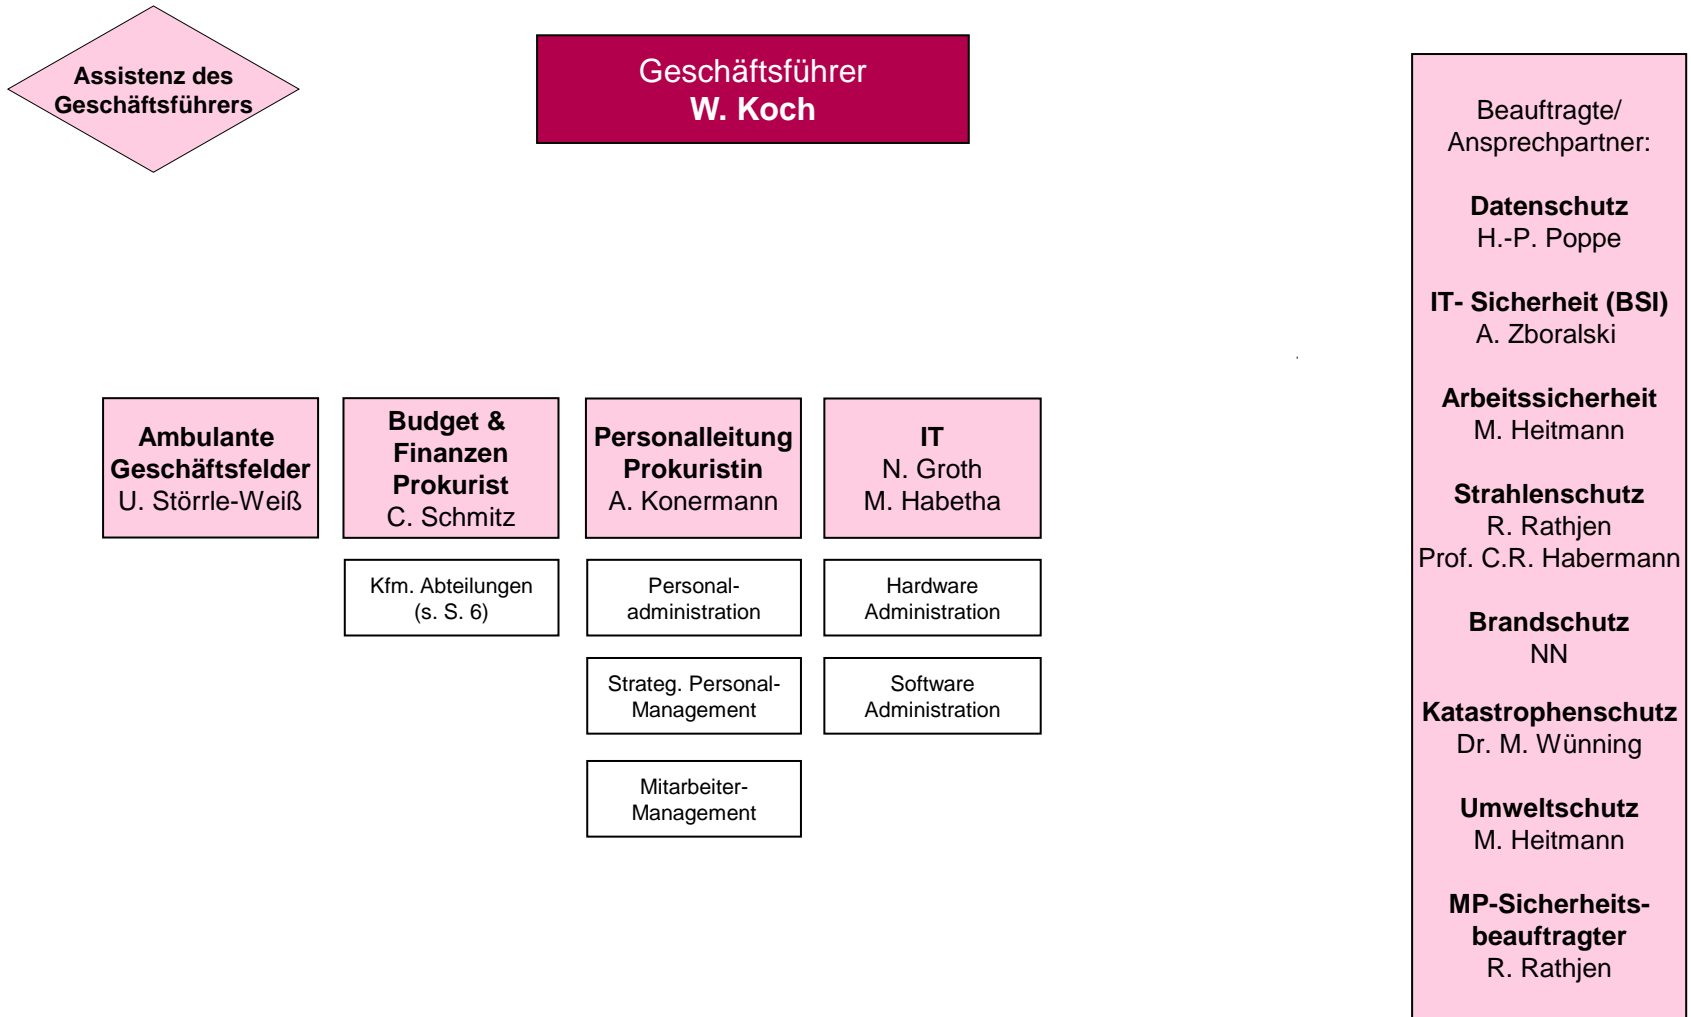 Assistenz des
Geschäftsführers
Geschäftsführer
W. Koch
Ambulante
Geschäftsfelder
U. Störrle-Weiß
Budget &
Finanzen
Prokurist
C. Schmitz
Kfm. Abteilungen
(s. S. 6)
Personalleitung
Prokuristin
A. Konermann
Personal-
administration
Strateg. Personal-
Management
Mitarbeiter-
Management
IT
N. Groth
M. Habetha
Hardware
Administration
Software
Administration
Beauftragte/
Ansprechpartner:
Datenschutz
H.-P. Poppe
IT- Sicherheit (BSI)
A. Zboralski
Arbeitssicherheit
M. Heitmann
Strahlenschutz
R. Rathjen
Prof. C.R. Habermann
Brandschutz
NN
Katastrophenschutz
Dr. M. Wünning
Umweltschutz
M. Heitmann
MP-Sicherheits-
beauftragter
R. Rathjen